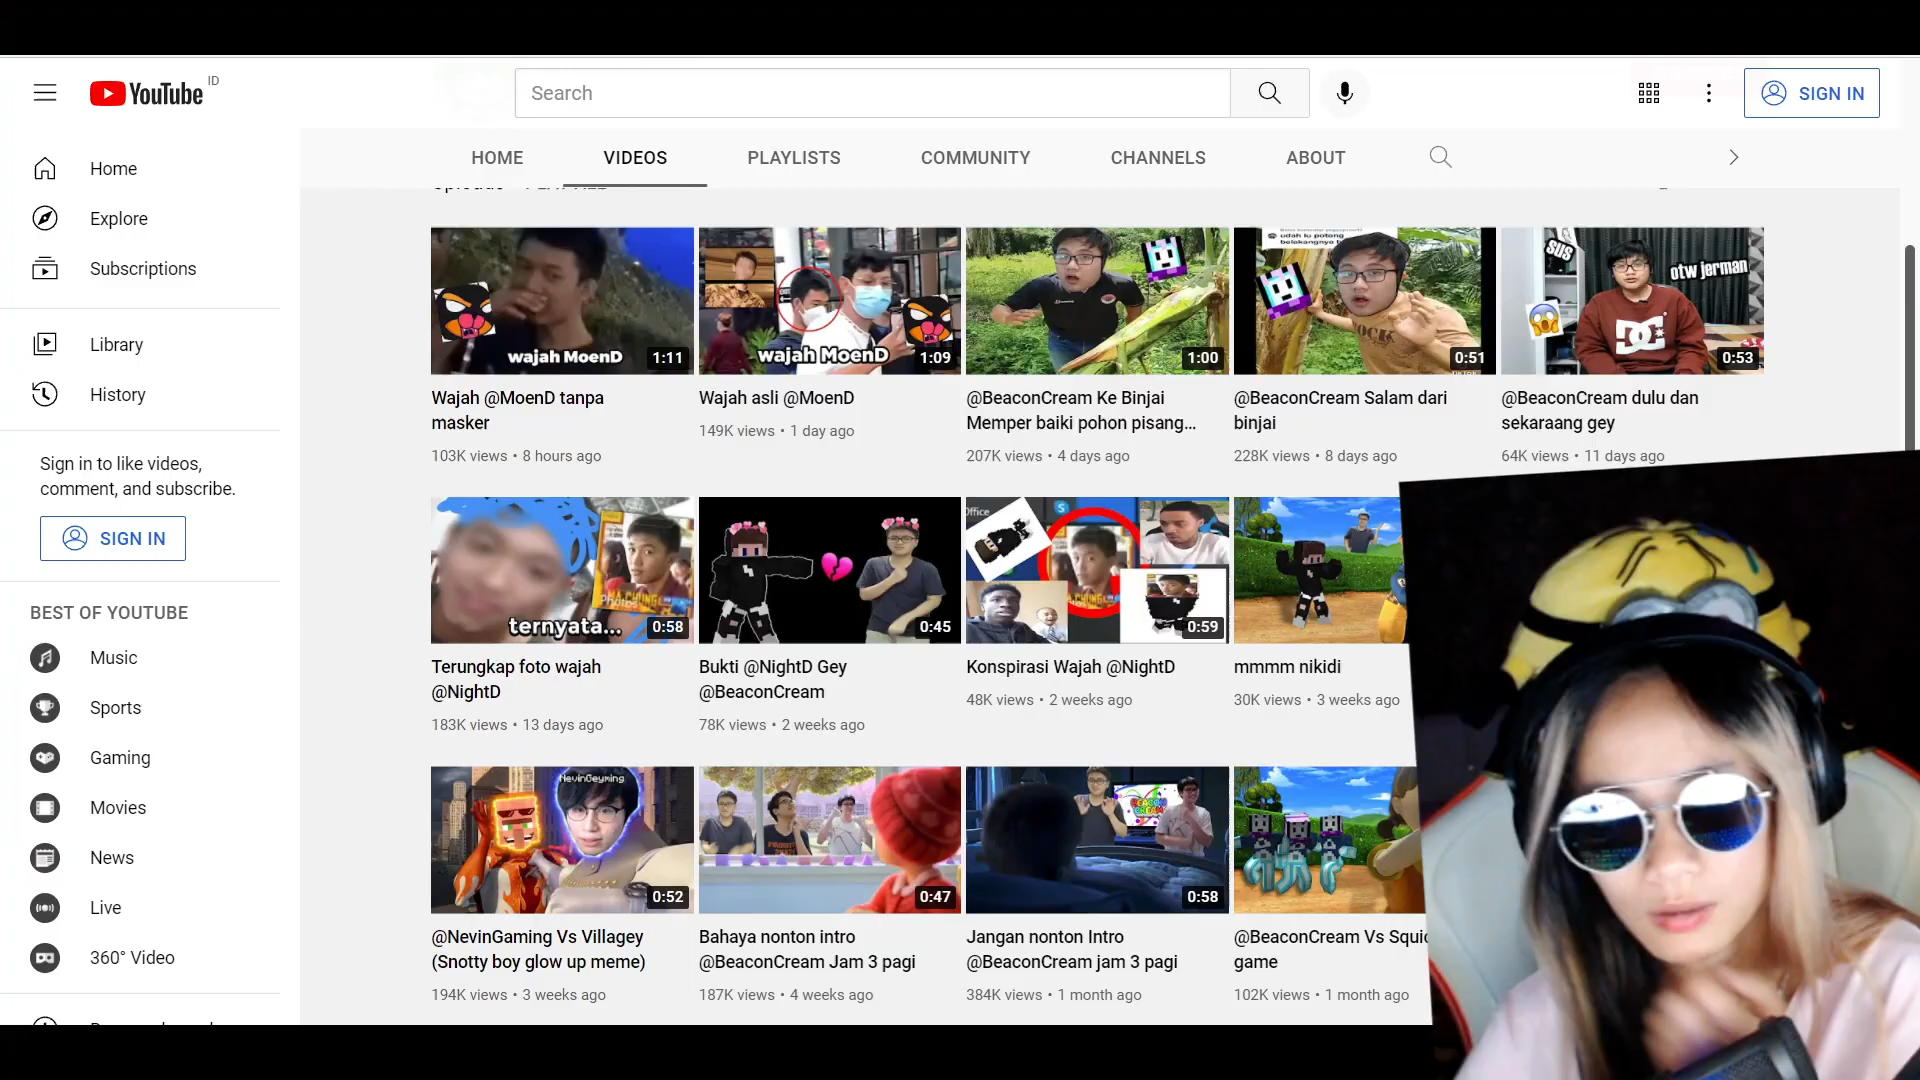 YouTube ID
Search
SIGN IN
Home
Explore
Subscriptions
Library
History
Sign in to like videos,
comment, and subscribe.
SIGN IN
BEST OF YOUTUBE
Music
Sports
Gaming
Movies
News
Live
360° Video
HOME VIDEOS PLAYLISTS COMMUNITY CHANNELS ABOUT
wajah MoenD 1:11
Wajah @MoenD tanpa
masker
103K views • 8 hours ago
wajah MoenD 1:09
Wajah asli @MoenD
149K views • 1 day ago
1:00
@BeaconCream Ke Binjai
Memper baiki pohon pisang...
207K views • 4 days ago
udah lu potong
0:51
@BeaconCream Salam dari
binjai
228K views • 8 days ago
SUS
otw jerman
0:53
@BeaconCream dulu dan
sekaraang gey
64K views • 11 days ago
ternyata... 0:58
Terungkap foto wajah
@NightD
183K views • 13 days ago
0:45
Bukti @NightD Gey
@BeaconCream
78K views • 2 weeks ago
Office
0:59
Konspirasi Wajah @NightD
48K views • 2 weeks ago
mmmm nikidi
30K views • 3 weeks ago
NevinGeyming
0:52
@NevinGaming Vs Villagey
(Snotty boy glow up meme)
194K views • 3 weeks ago
0:47
Bahaya nonton intro
@BeaconCream Jam 3 pagi
187K views • 4 weeks ago
BEACON
CREAM
0:58
Jangan nonton Intro
@BeaconCream jam 3 pagi
384K views • 1 month ago
@BeaconCream Vs Squid
game
102K views • 1 month ago